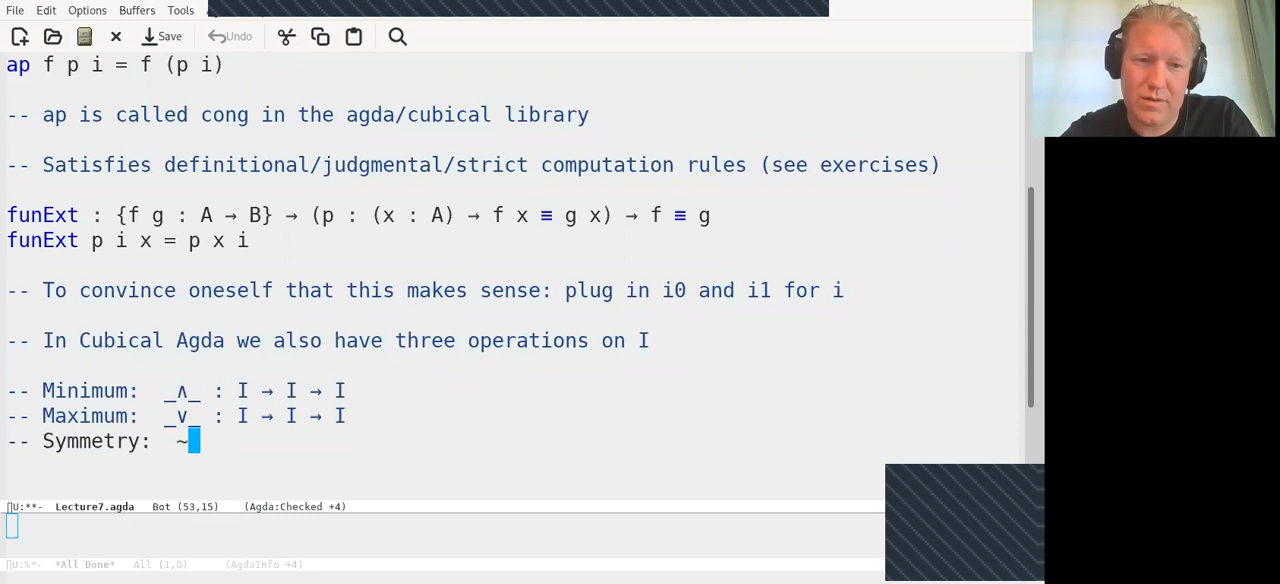 File Edit Options Buffers Tools
Save Undo
ap f p i = f (p i)
-- ap is called cong in the agda/cubical library
-- Satisfies definitional/judgmental/strict computation rules (see exercises)
funExt : {f g : A → B} → (p : (x : A) → f x ≡ g x) → f ≡ g
funExt p i x = p x i
-- To convince oneself that this makes sense: plug in i0 and i1 for i
-- In Cubical Agda we also have three operations on I
-- Minimum: _∧_ : I → I → I
-- Maximum: _∨_ : I → I → I
-- Symmetry: ~
U:**- Lecture7.agda Bot (53,15) (Agda:Checked +4)
U:%*- *All Done* All (1,0) (AgdaInfo +4)